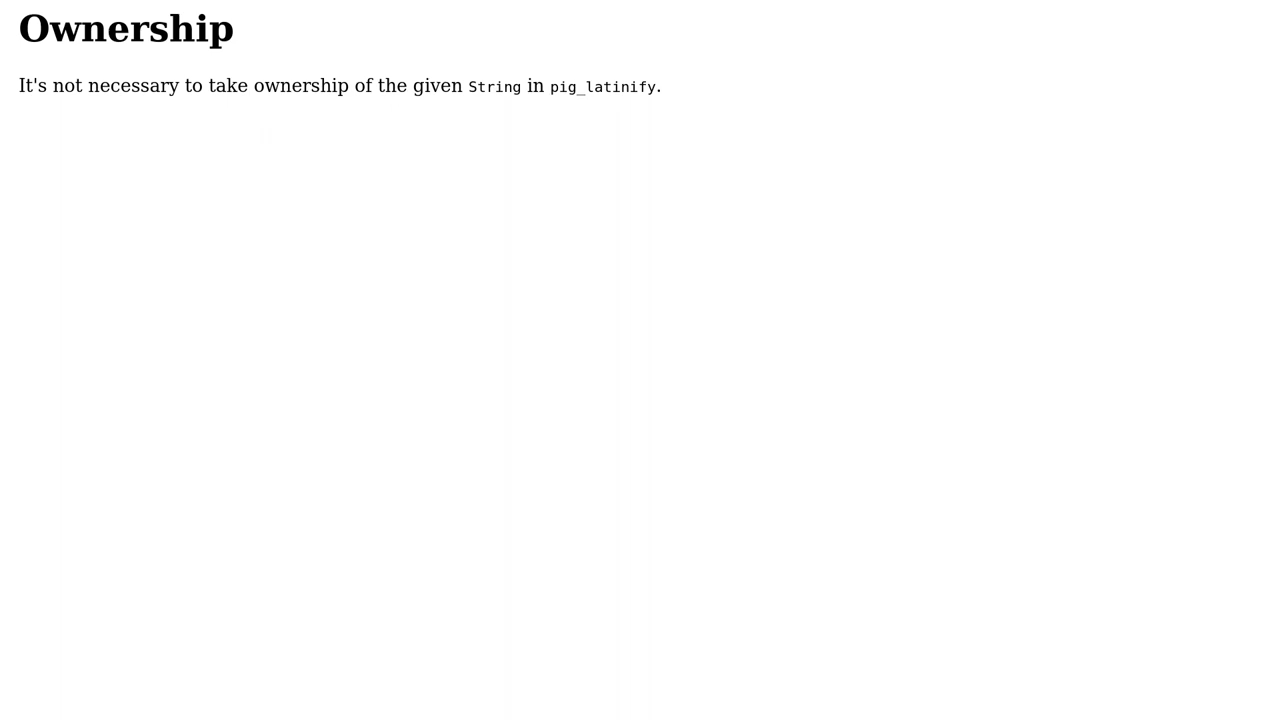 Ownership
It's not necessary to take ownership of the given String in pig_latinify.